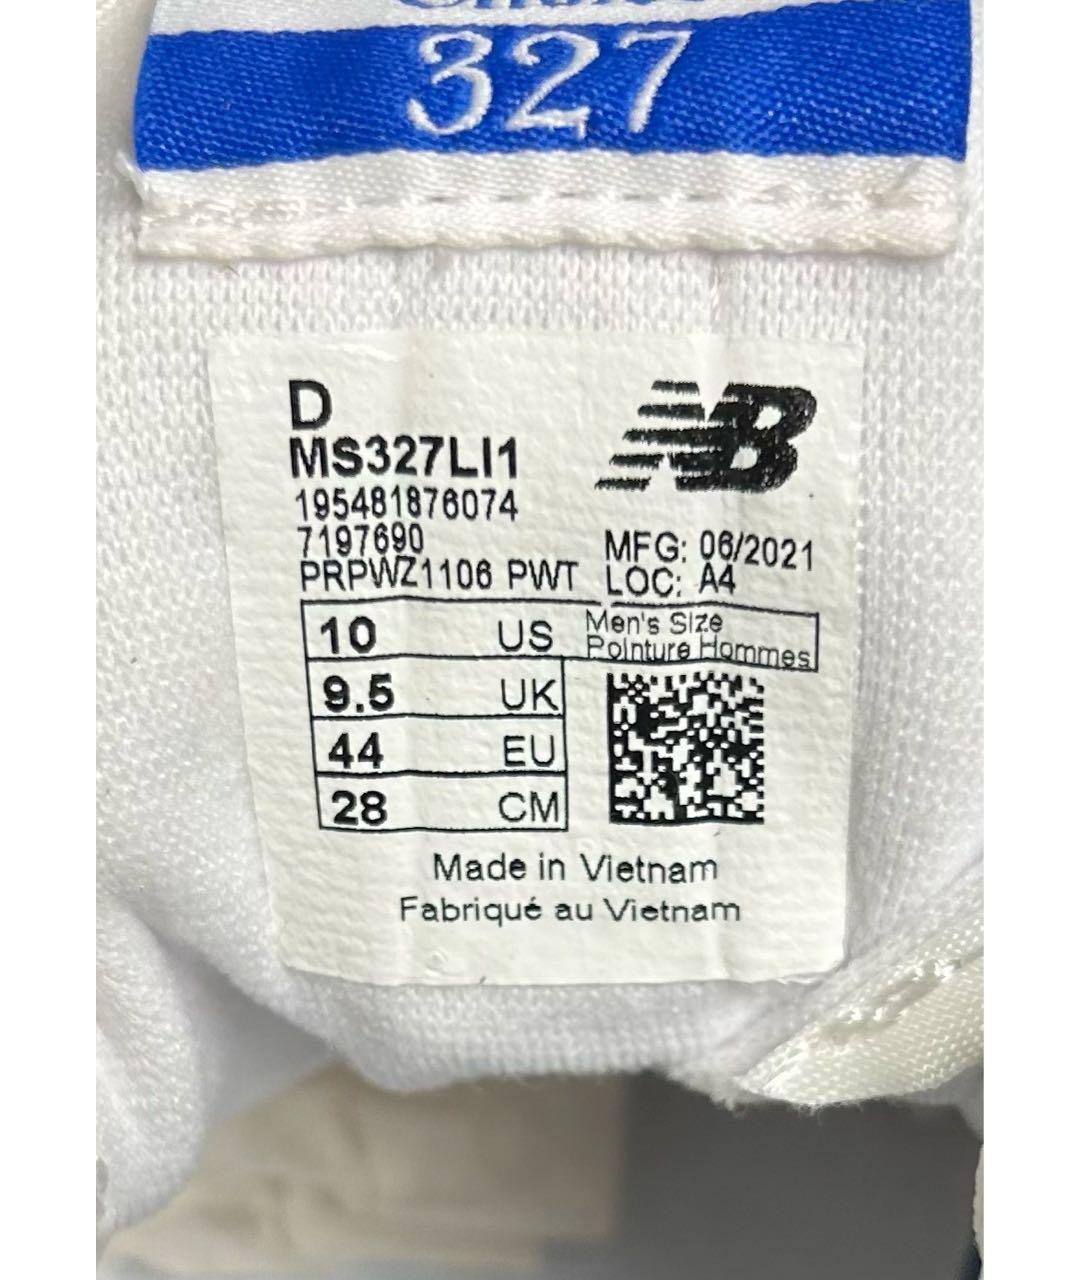 327
D
MS327LI1
195481876074
7197690
PRPWZ1106 PWT
NB
MFG: 06/2021
LOC: A4
10 US
Men's Size
Pointure Hommes
9.5 UK
44 EU
28 CM
Made in Vietnam
Fabriqué au Vietnam